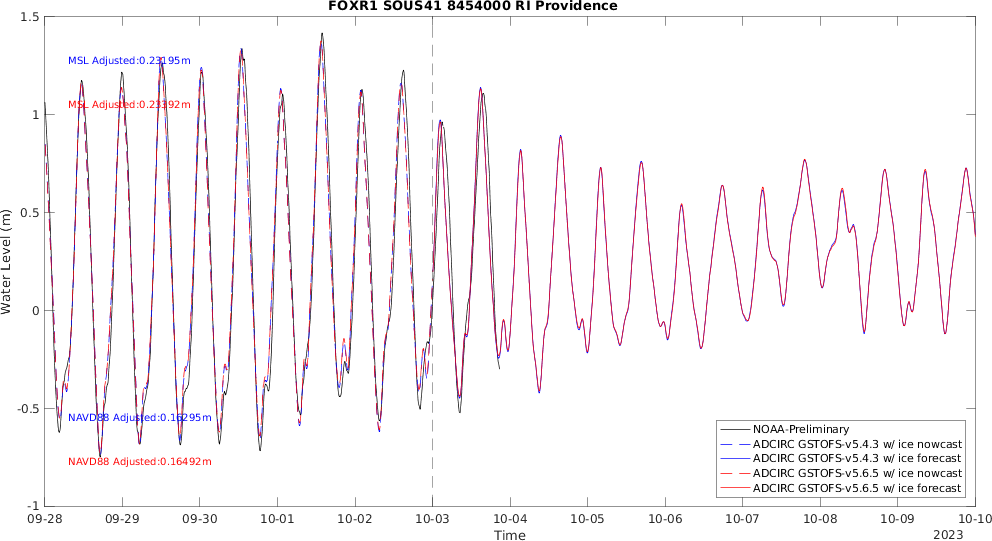 FOXR1 SOUS41 8454000 RI Providence
1.5
1
0.5
0
-0.5
-1
Water Level (m)
MSL Adjusted:0.23195m
MSL Adjusted:0.23392m
NAVD88 Adjusted:0.16295m
NAVD88 Adjusted:0.16492m
NOAA-Preliminary
ADCIRC GSTOFS-v5.4.3 w/ ice nowcast
ADCIRC GSTOFS-v5.4.3 w/ ice forecast
ADCIRC GSTOFS-v5.6.5 w/ ice nowcast
ADCIRC GSTOFS-v5.6.5 w/ ice forecast
09-28 09-29 09-30 10-01 10-02 10-03 10-04 10-05 10-06 10-07 10-08 10-09 10-10
Time
2023